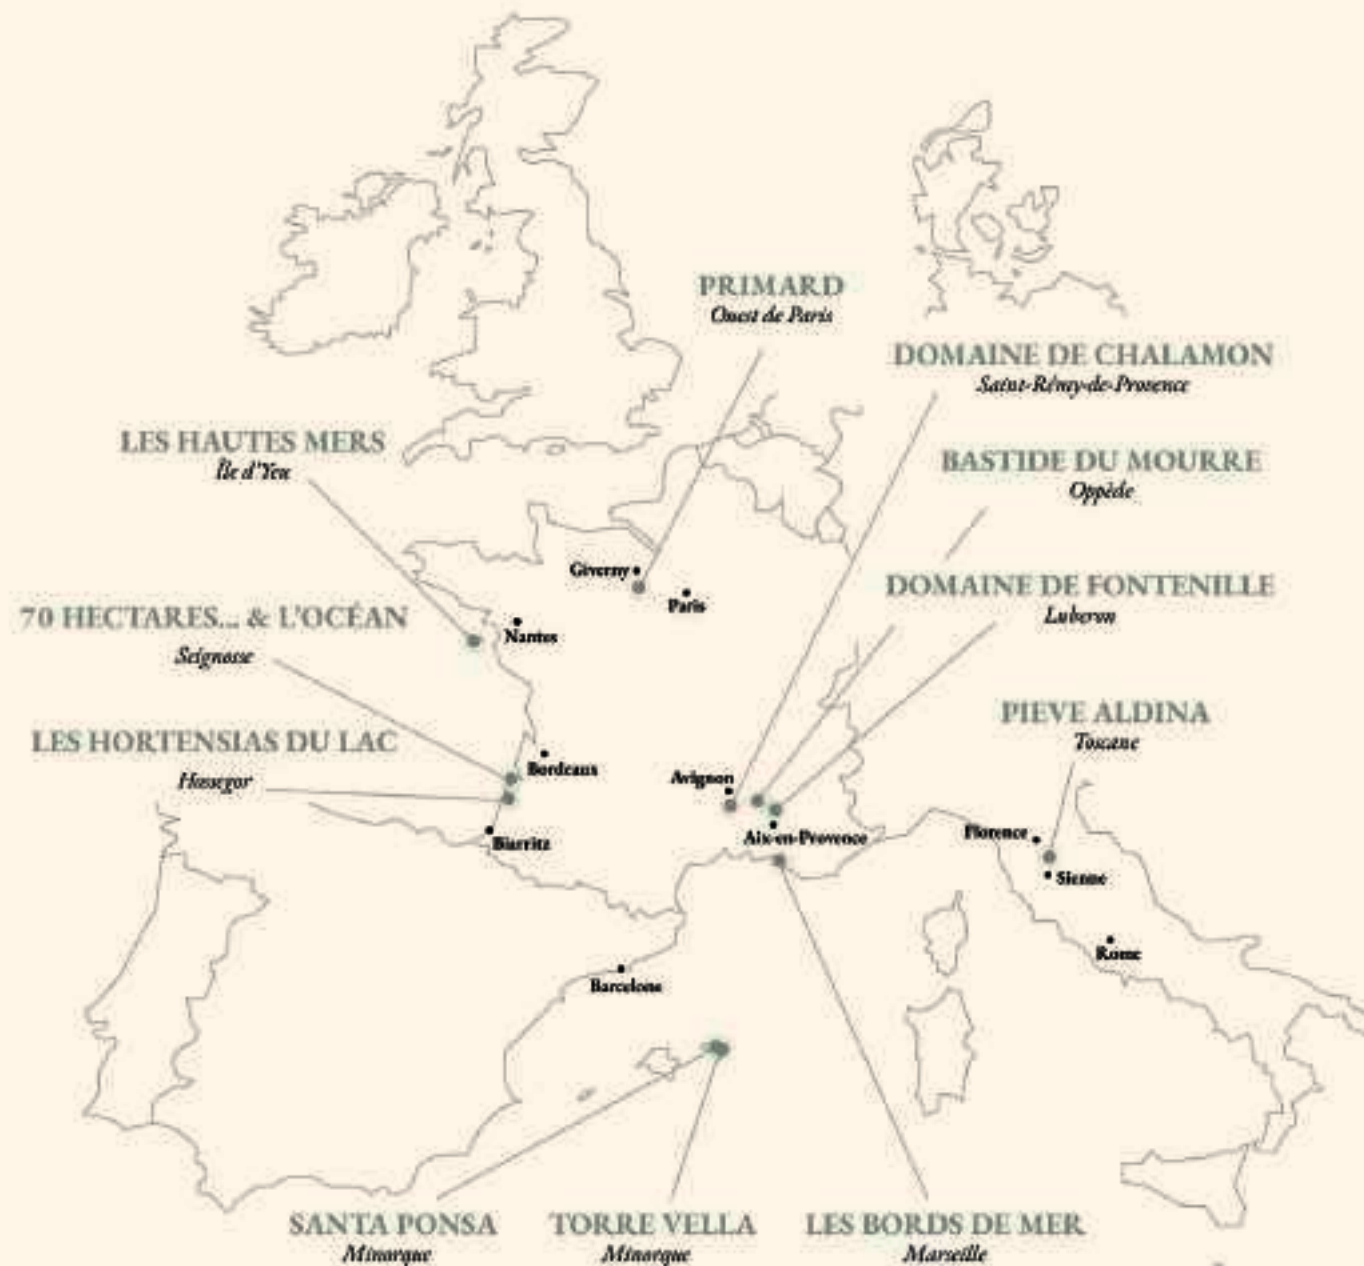 PRIMARD
Ouest de Paris
DOMAINE DE CHALAMON
Saint-Rémy-de-Provence
LES HAUTES MERS
Île d'Yeu
BASTIDE DU MOURRE
Oppède
Giverny
Paris
DOMAINE DE FONTENILLE
Luberon
70 HECTARES... & L'OCÉAN
Seignosse
Nantes
PIEVE ALDINA
Toscane
LES HORTENSIAS DU LAC
Hossegor
Bordeaux
Avignon
Aix-en-Provence
Biarritz
Florence
Sienne
Rome
Barcelone
SANTA PONSA
Minorque
TORRE VELLA
Minorque
LES BORDS DE MER
Marseille